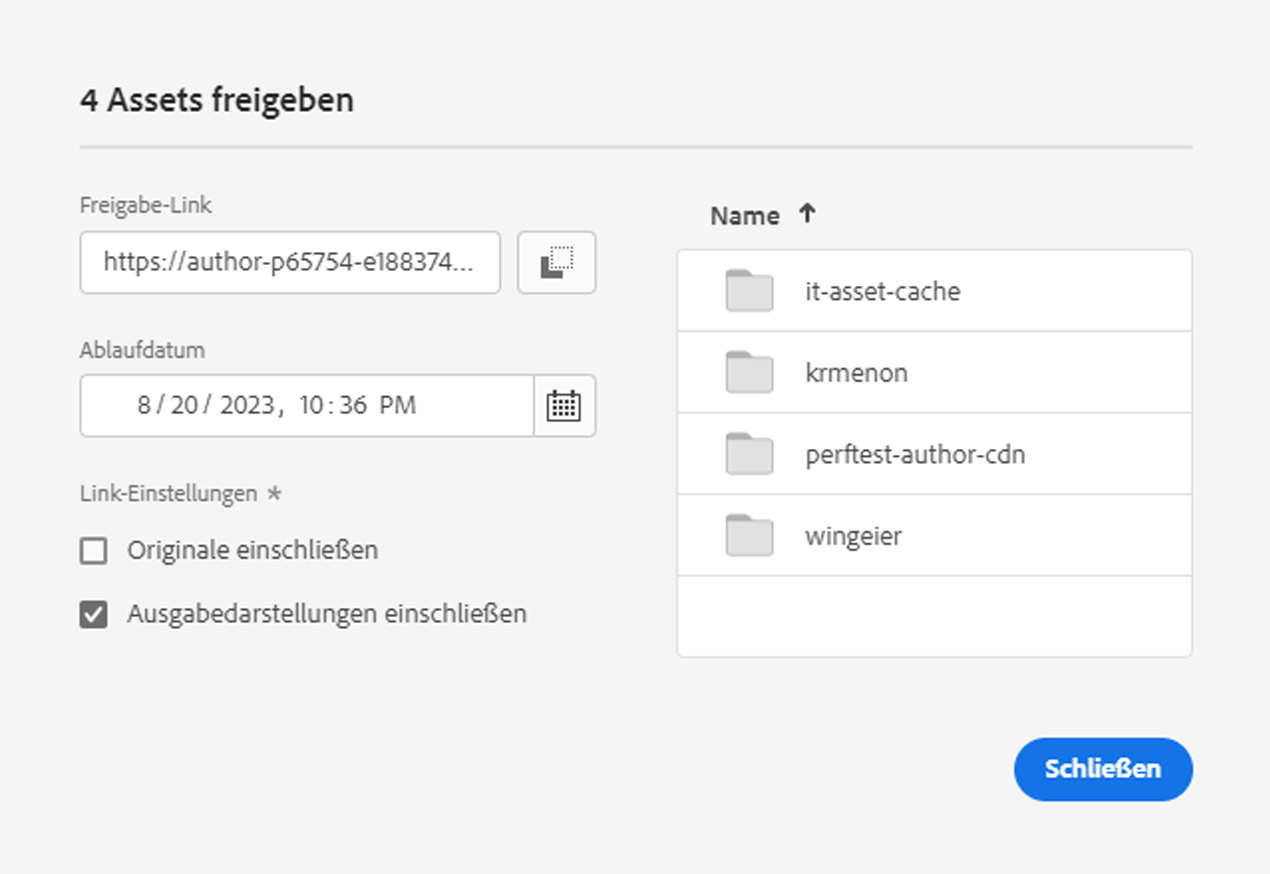 4 Assets freigeben
Freigabe-Link
https://author-p65754-e188374...
Ablaufdatum
8/20/2023, 10:36 PM
Link-Einstellungen *
Originale einschließen
Ausgabedarstellungen einschließen
Name ↑
it-asset-cache
krmenon
perftest-author-cdn
wingeier
Schließen